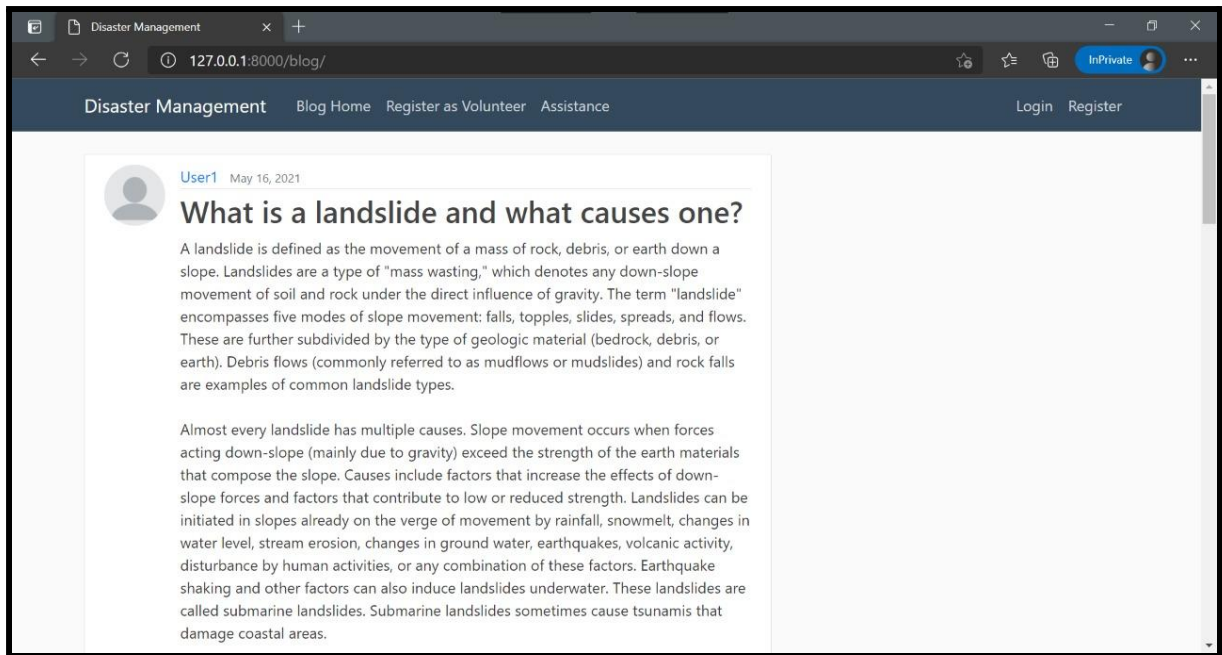 Disaster Management
127.0.0.1:8000/blog/
InPrivate
Disaster Management Blog Home Register as Volunteer Assistance Login Register
User1 May 16, 2021
What is a landslide and what causes one?
A landslide is defined as the movement of a mass of rock, debris, or earth down a
slope. Landslides are a type of "mass wasting," which denotes any down-slope
movement of soil and rock under the direct influence of gravity. The term "landslide"
encompasses five modes of slope movement: falls, topples, slides, spreads, and flows.
These are further subdivided by the type of geologic material (bedrock, debris, or
earth). Debris flows (commonly referred to as mudflows or mudslides) and rock falls
are examples of common landslide types.
Almost every landslide has multiple causes. Slope movement occurs when forces
acting down-slope (mainly due to gravity) exceed the strength of the earth materials
that compose the slope. Causes include factors that increase the effects of down-
slope forces and factors that contribute to low or reduced strength. Landslides can be
initiated in slopes already on the verge of movement by rainfall, snowmelt, changes in
water level, stream erosion, changes in ground water, earthquakes, volcanic activity,
disturbance by human activities, or any combination of these factors. Earthquake
shaking and other factors can also induce landslides underwater. These landslides are
called submarine landslides. Submarine landslides sometimes cause tsunamis that
damage coastal areas.